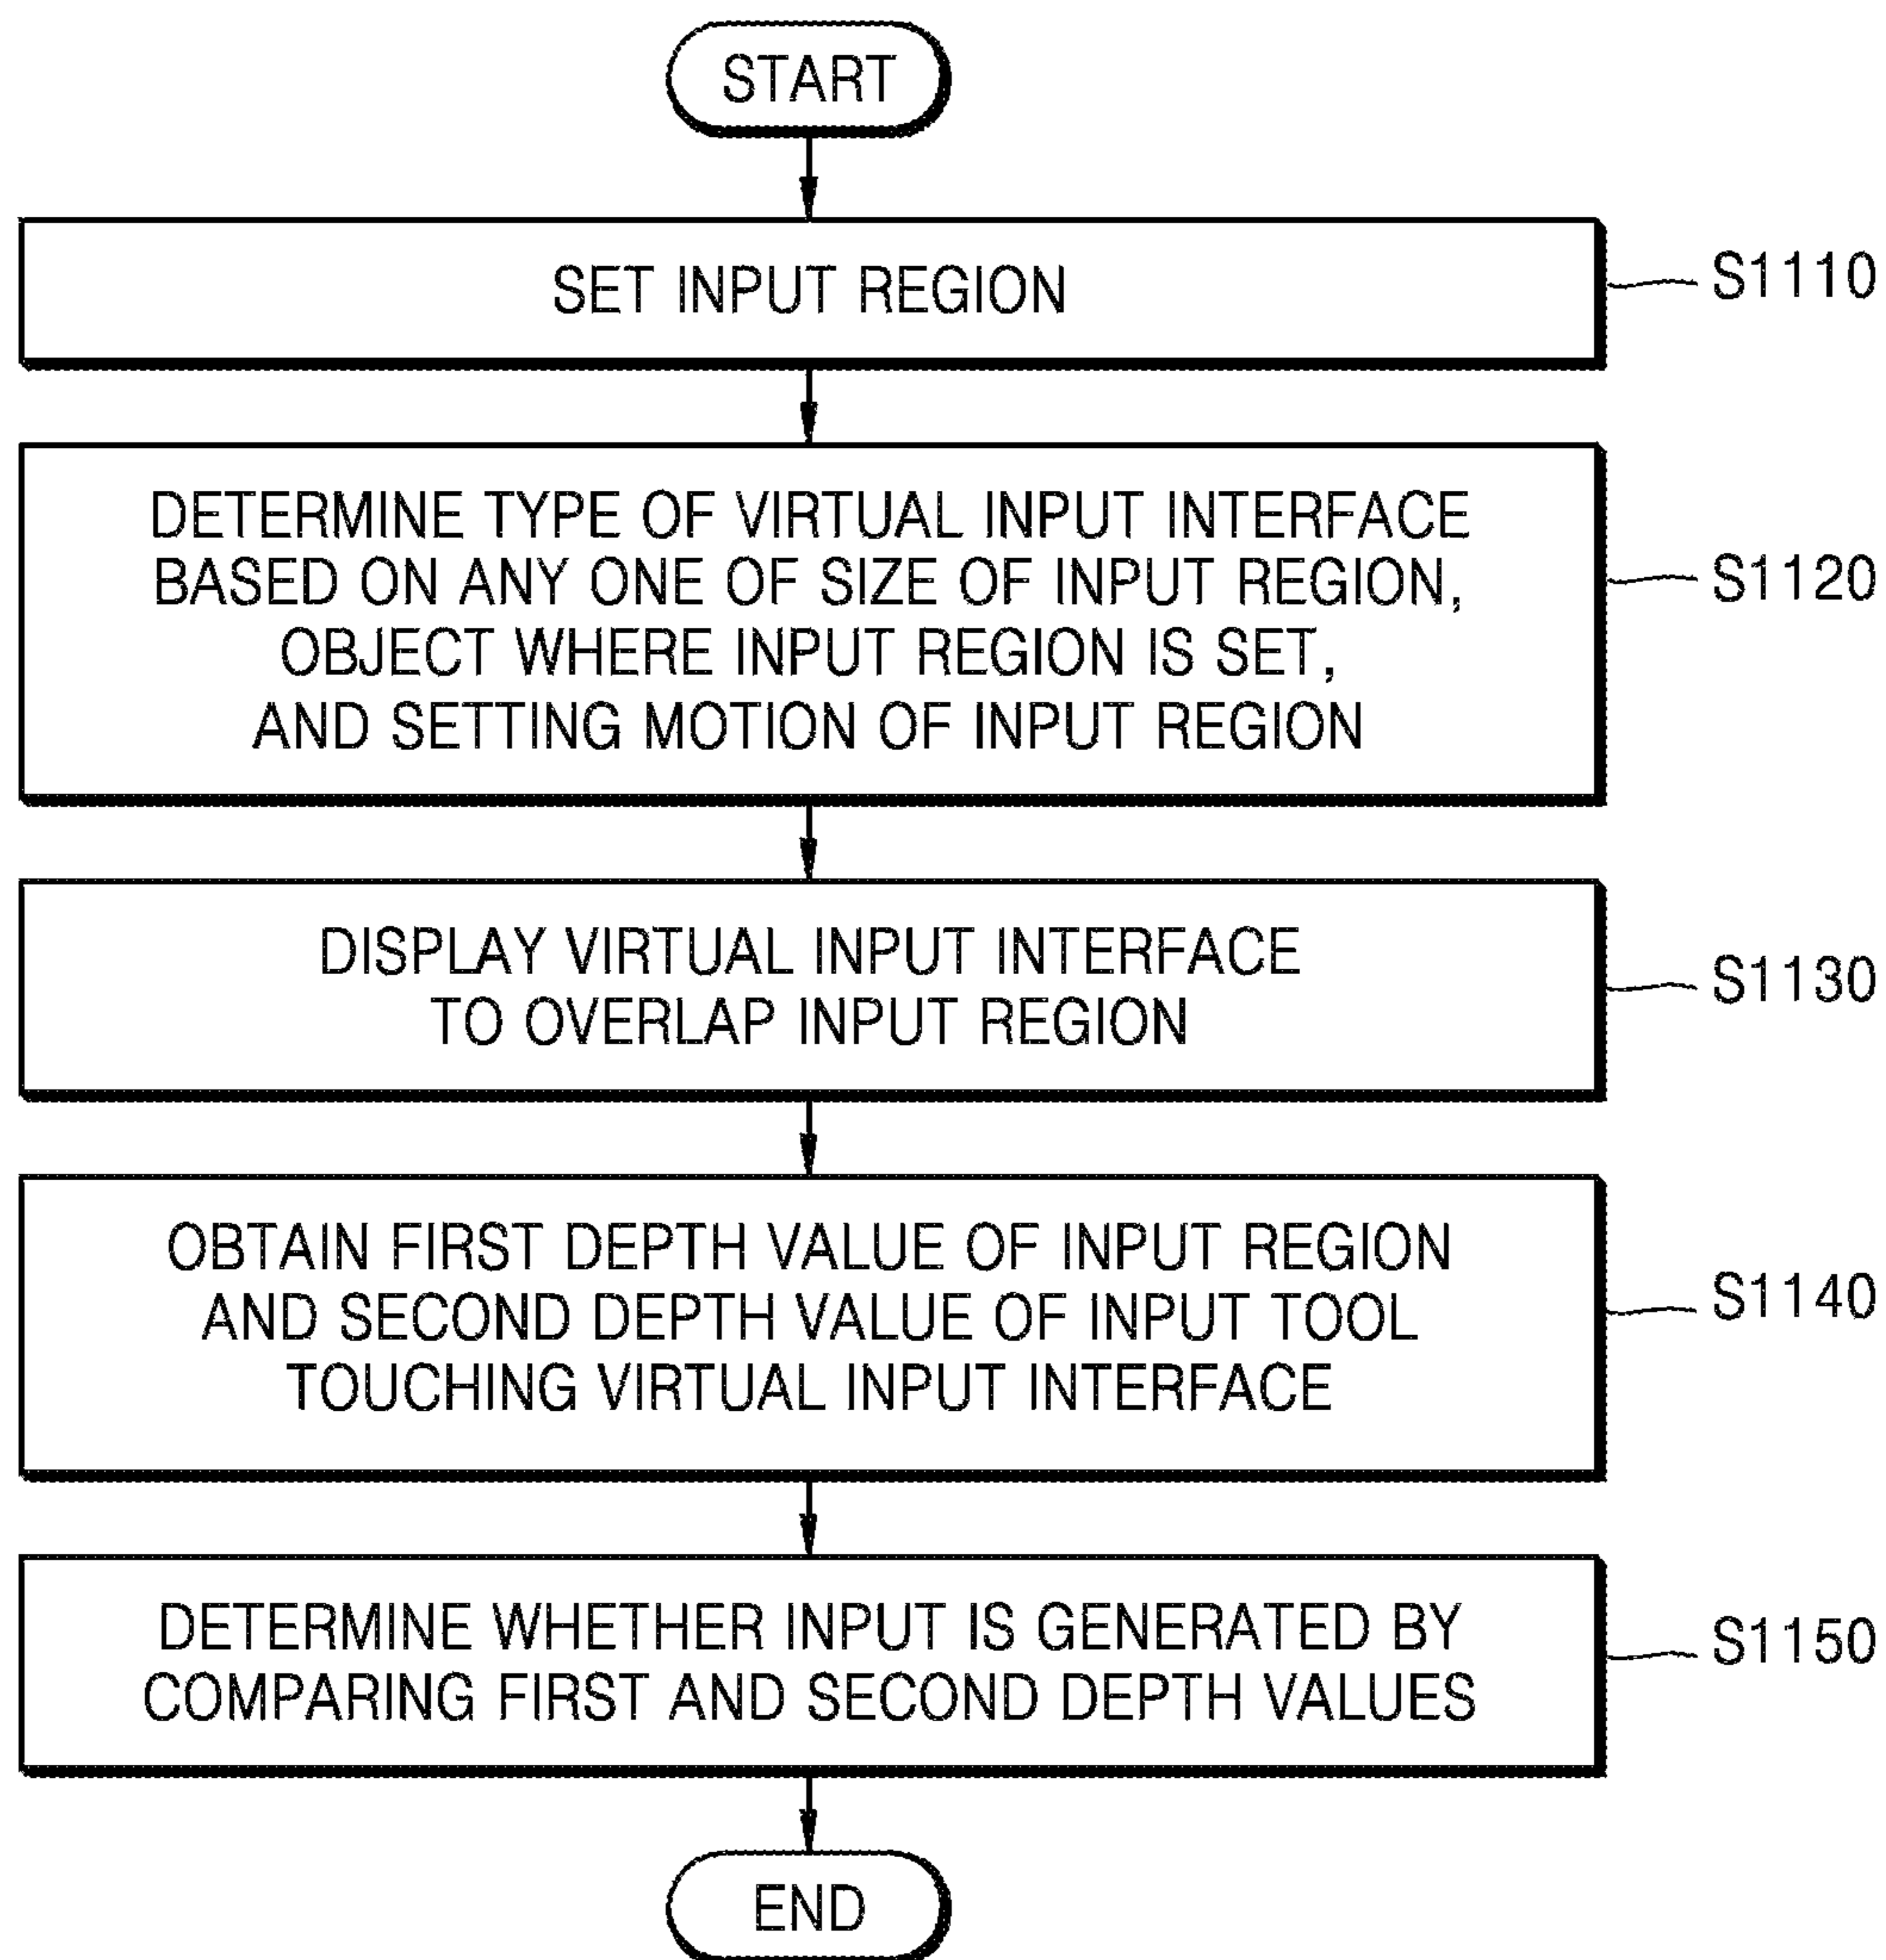 START
SET INPUT REGION
S1110
DETERMINE TYPE OF VIRTUAL INPUT INTERFACE
BASED ON ANY ONE OF SIZE OF INPUT REGION,
OBJECT WHERE INPUT REGION IS SET,
AND SETTING MOTION OF INPUT REGION
S1120
DISPLAY VIRTUAL INPUT INTERFACE
TO OVERLAP INPUT REGION
S1130
OBTAIN FIRST DEPTH VALUE OF INPUT REGION
AND SECOND DEPTH VALUE OF INPUT TOOL
TOUCHING VIRTUAL INPUT INTERFACE
S1140
DETERMINE WHETHER INPUT IS GENERATED BY
COMPARING FIRST AND SECOND DEPTH VALUES
S1150
END